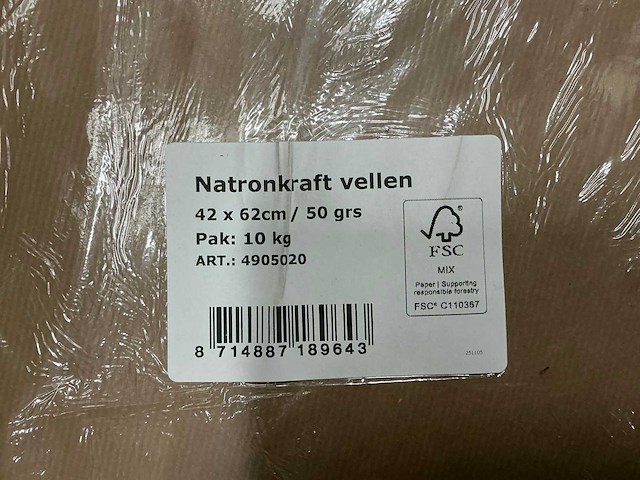 Natronkraft vellen
42 x 62cm / 50 grs
Pak: 10 kg
ART.: 4905020
®
FSC
MIX
Paper | Supporting
responsible forestry
FSC® C110367
8 714887 189643